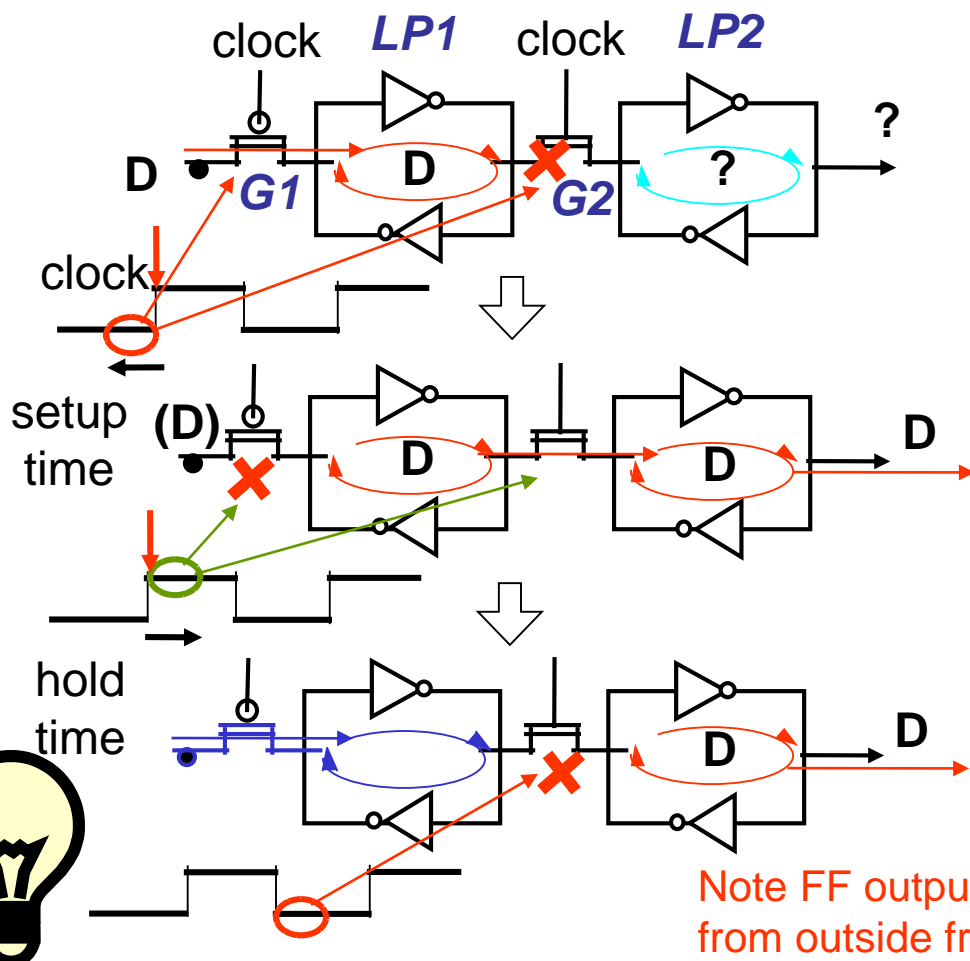 clock LP1 clock LP2
?
D G1 D G2 ?
clock
setup time
(D) D D D
hold time
D D
Note FF outpu
from outside fr